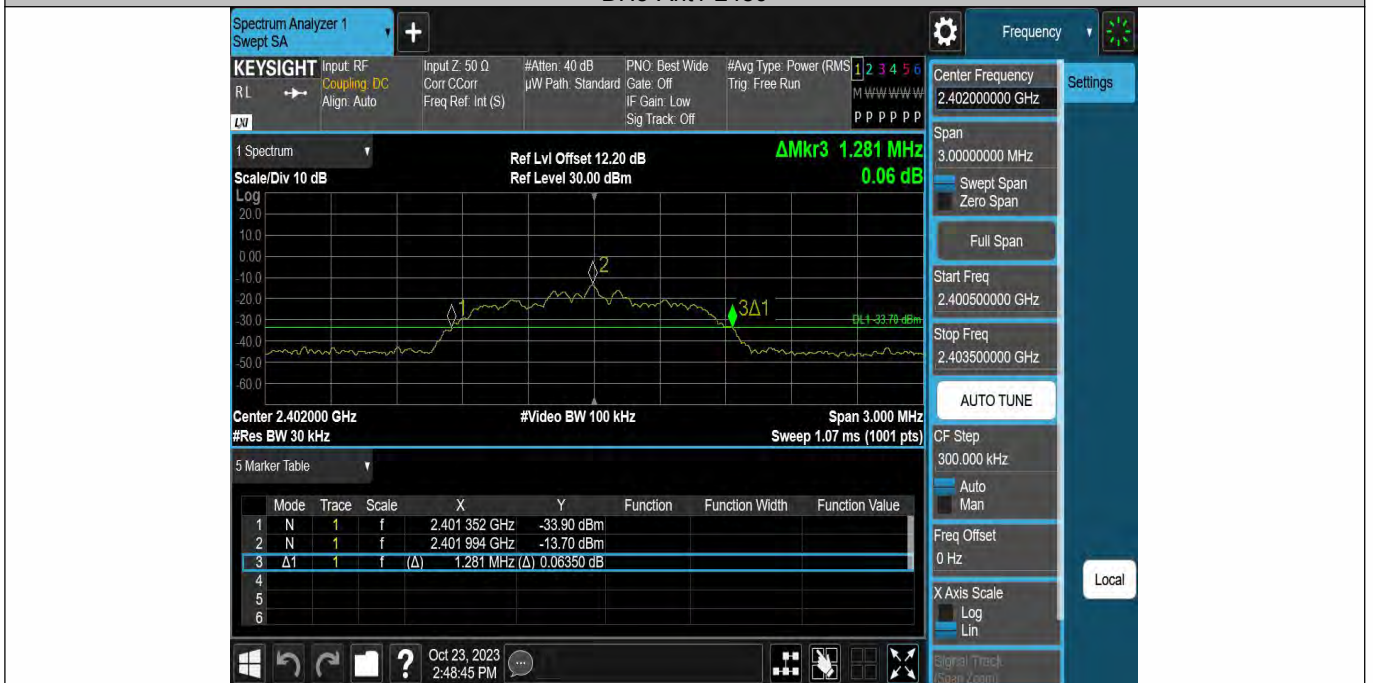 Spectrum Analyzer 1
Swept SA
+
Frequency
KEYSIGHT
RL
LXI
Input: RF
Coupling: DC
Align: Auto
Input Z: 50 Ω
Corr CCorr
Freq Ref: Int (S)
#Atten: 40 dB
µW Path: Standard
PNO: Best Wide
Gate: Off
IF Gain: Low
Sig Track: Off
#Avg Type: Power (RMS
Trig: Free Run
1 2 3 4 5 6
M W W W W W
P P P P P P
1 Spectrum
Scale/Div 10 dB
Ref Lvl Offset 12.20 dB
Ref Level 30.00 dBm
ΔMkr3 1.281 MHz
0.06 dB
Log
20.0
10.0
0.00
-10.0
-20.0
-30.0
-40.0
-50.0
-60.0
1
2
3Δ1
DL1 -33.70 dBm
Center 2.402000 GHz
#Res BW 30 kHz
#Video BW 100 kHz
Span 3.000 MHz
Sweep 1.07 ms (1001 pts)
5 Marker Table
Mode Trace Scale X Y Function Function Width Function Value
1 N 1 f 2.401 352 GHz -33.90 dBm
2 N 1 f 2.401 994 GHz -13.70 dBm
3 Δ1 1 f (Δ) 1.281 MHz (Δ) 0.06350 dB
4
5
6
Oct 23, 2023
2:48:45 PM
Center Frequency
2.402000000 GHz
Settings
Span
3.00000000 MHz
Swept Span
Zero Span
Full Span
Start Freq
2.400500000 GHz
Stop Freq
2.403500000 GHz
AUTO TUNE
CF Step
300.000 kHz
Auto
Man
Freq Offset
0 Hz
X Axis Scale
Log
Lin
Local
Signal Track
(Span Zoom)